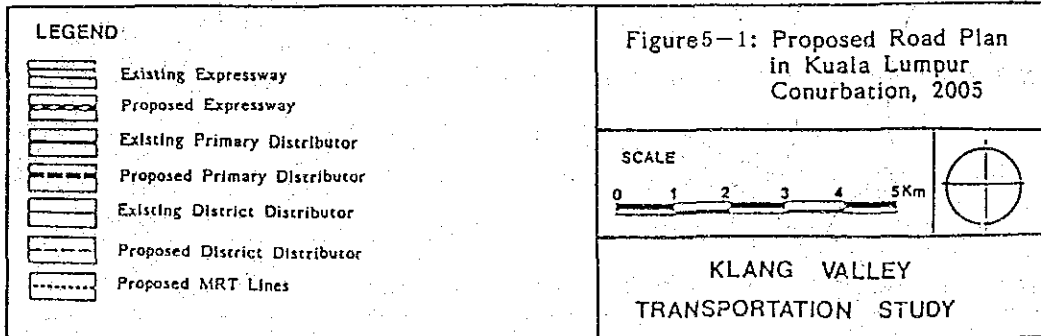 LEGEND
Existing Expressway
Proposed Expressway
Existing Primary Distributor
Proposed Primary Distributor
Existing District Distributor
Proposed District Distributor
Proposed MRT Lines
Figure5-1: Proposed Road Plan
in Kuala Lumpur
Conurbation, 2005
SCALE
0 1 2 3 4 5 Km
KLANG VALLEY
TRANSPORTATION STUDY